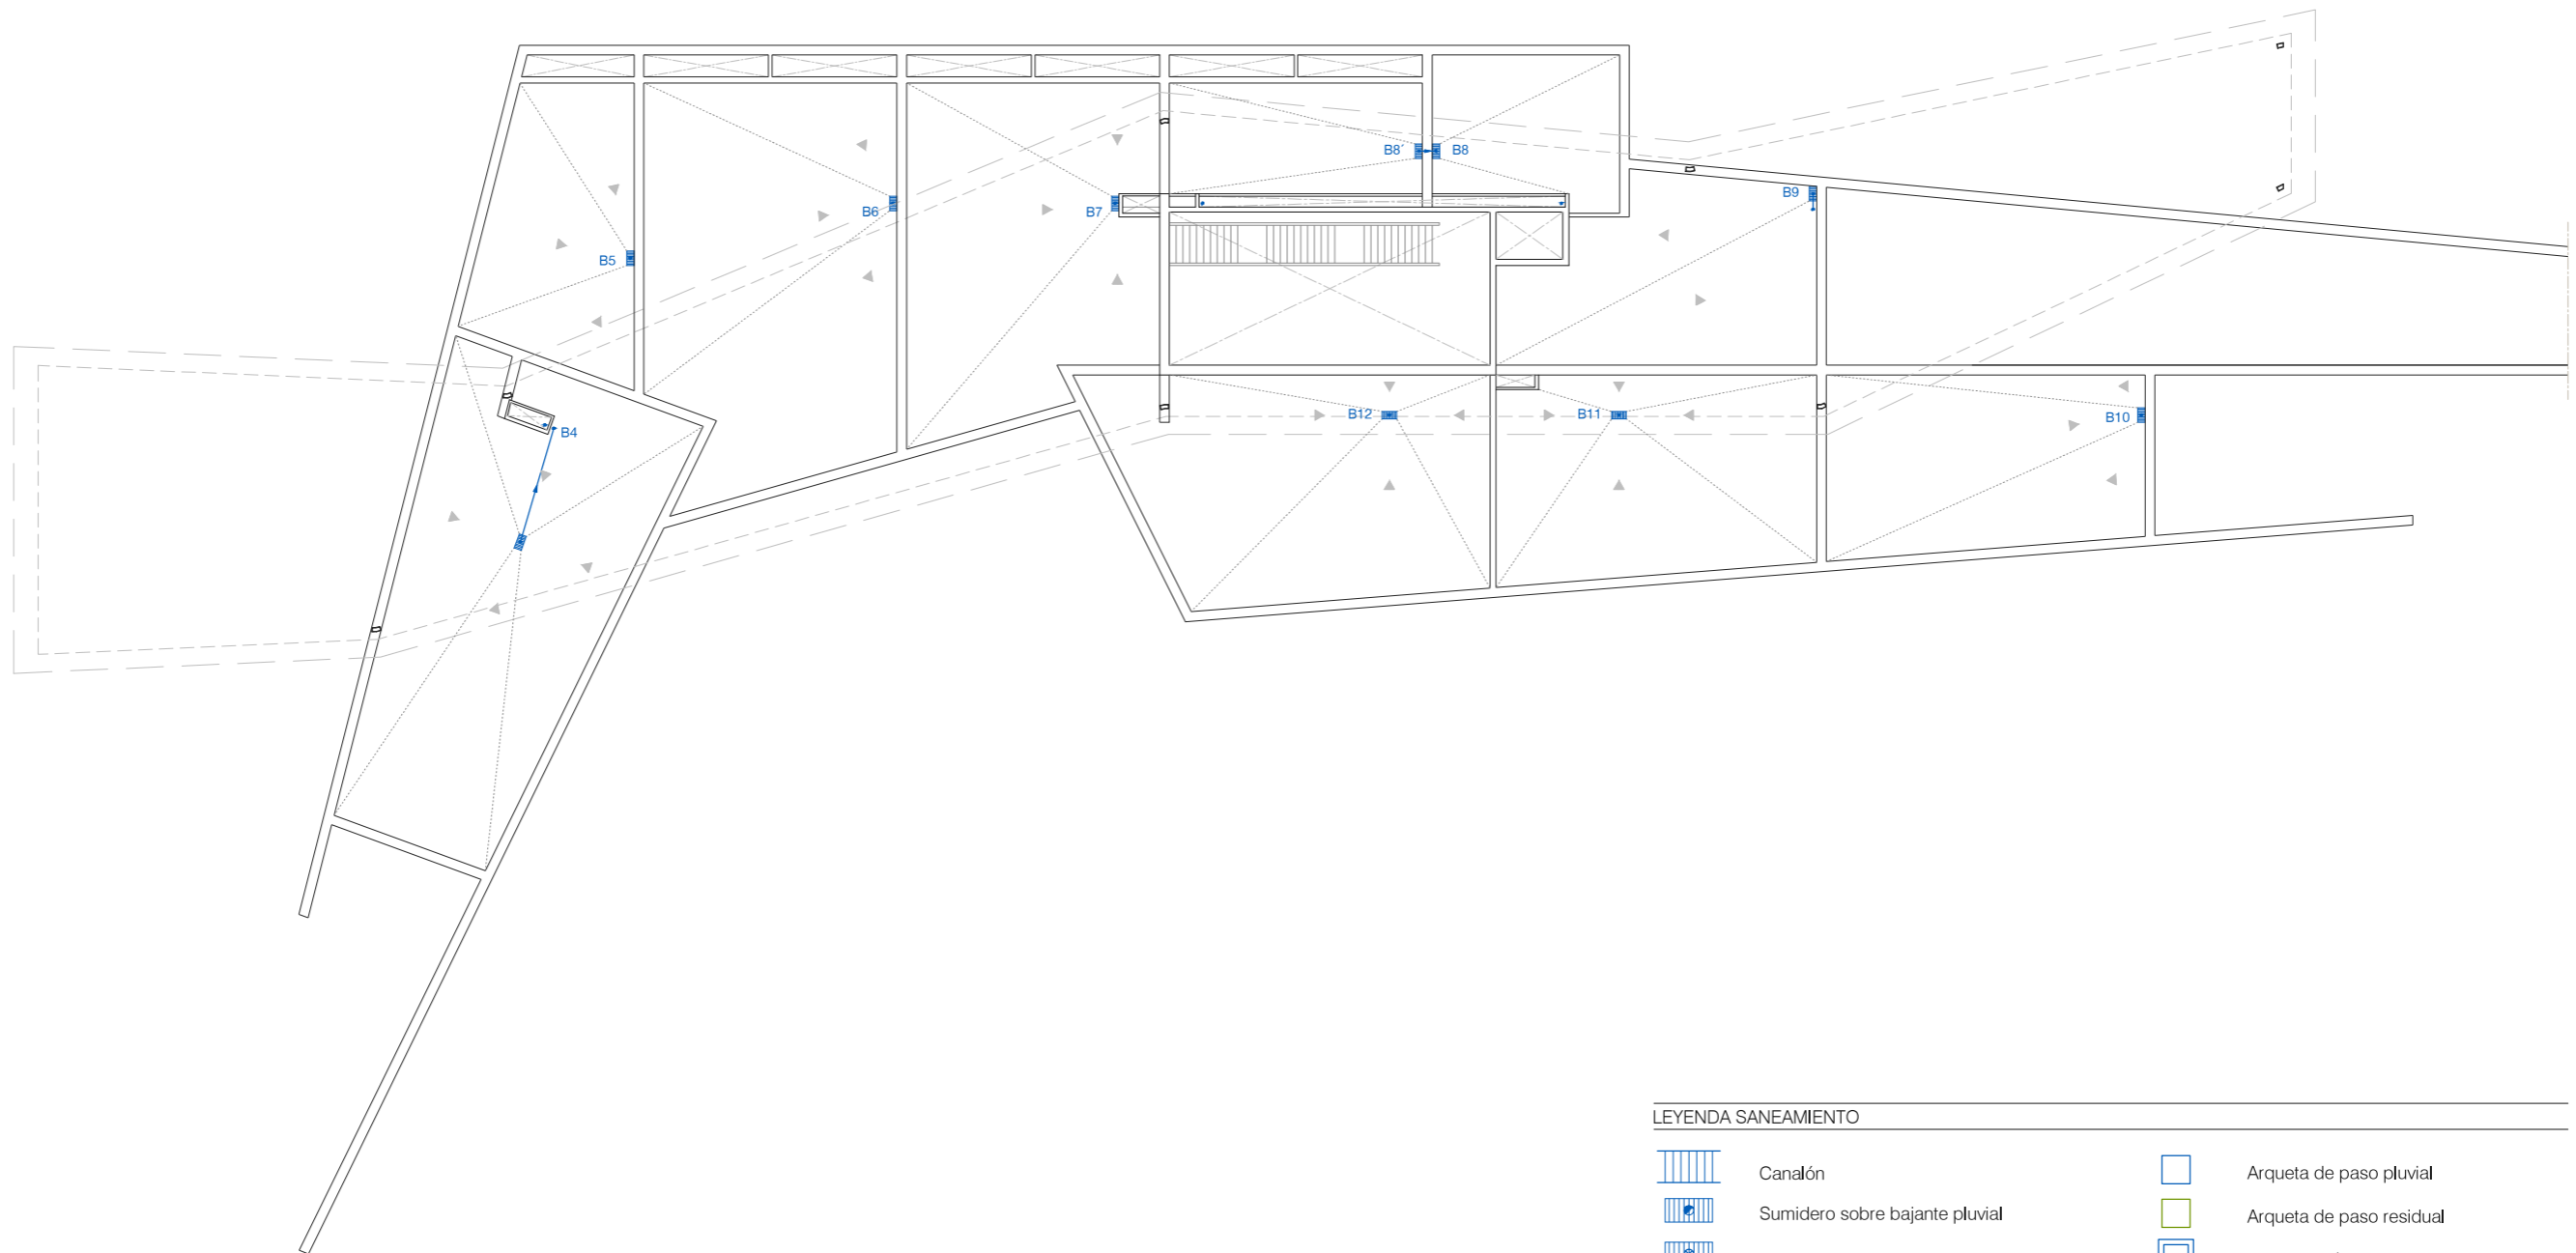 B8´ B8
B9
B6 B7
B5
B4
B12 B11 B10
LEYENDA SANEAMIENTO
Canalón
Arqueta de paso pluvial
Sumidero sobre bajante pluvial
Arqueta de paso residual